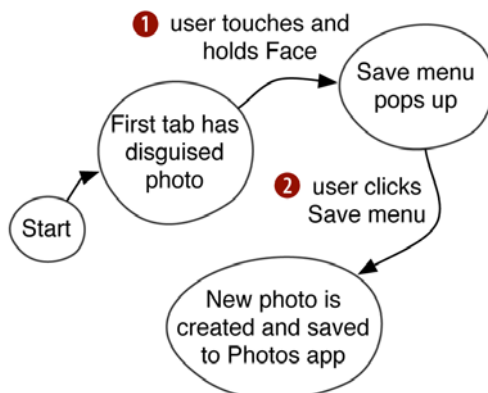 1 user touches and
holds Face
Save menu
pops up
First tab has
disguised
photo
Start
2 user clicks
Save menu
New photo is
created and saved
to Photos app